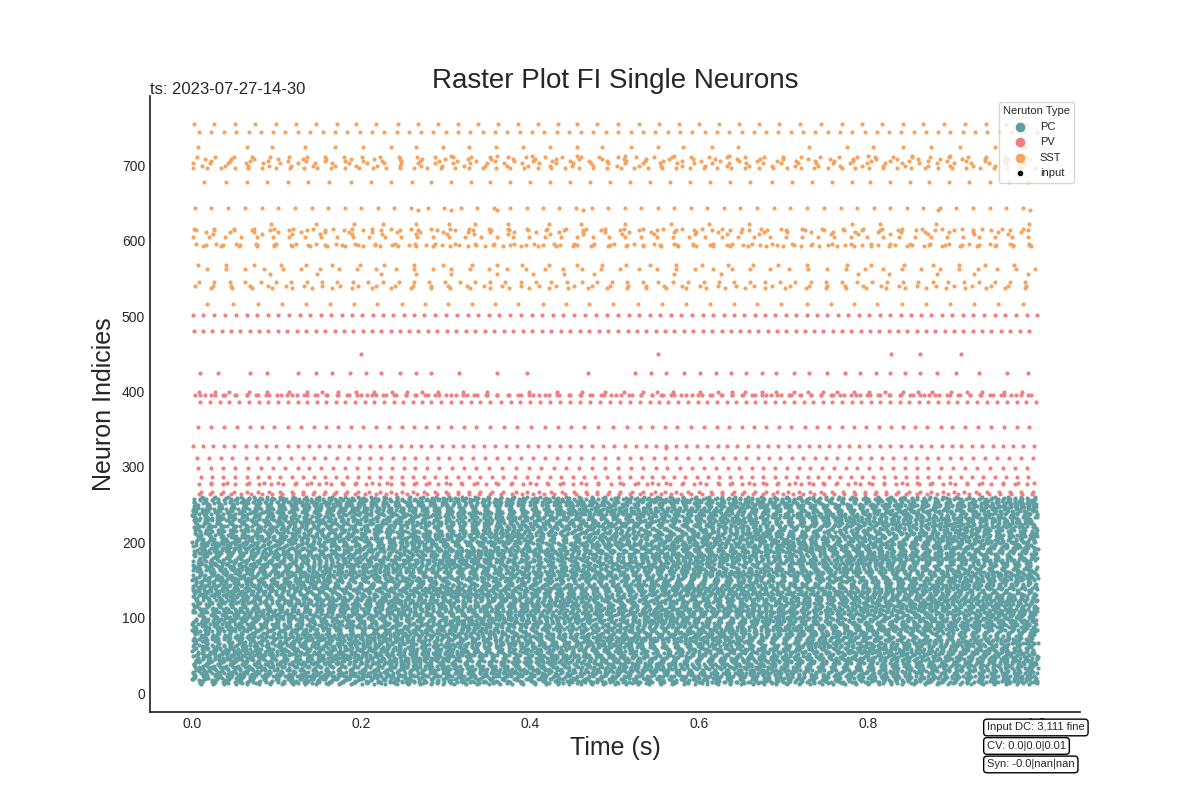 Raster Plot FI Single Neurons
ts: 2023-07-27-14-30
Neruton Type
PC
PV
SST
input
700
600
500
400
300
200
100
0
Neuron Indicies
0.0 0.2 0.4 0.6 0.8
Time (s)
Input DC: 3,111 fine
CV: 0.0|0.0|0.01
Syn: -0.0|nan|nan